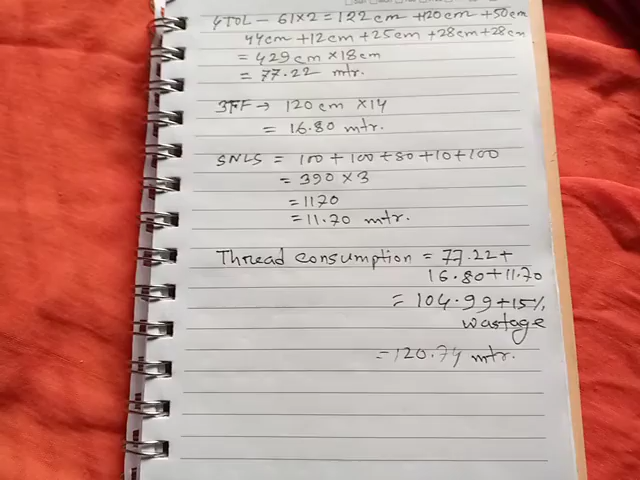 4TOL - 61×2 = 122 cm + 20 cm + 50 cm
44 cm + 12 cm + 25 cm + 28 cm + 28 cm
= 429 cm × 18 cm
= 77.22 mtr.
3TF → 120 cm × 14
= 16.80 mtr.
SNLS = 100 + 100 + 80 + 10 + 100
= 390 × 3
= 1170
= 11.70 mtr.
Thread consumption = 77.22 +
16.80 + 11.70
= 104.99 + 15%
wastage
= 120.74 mtr.